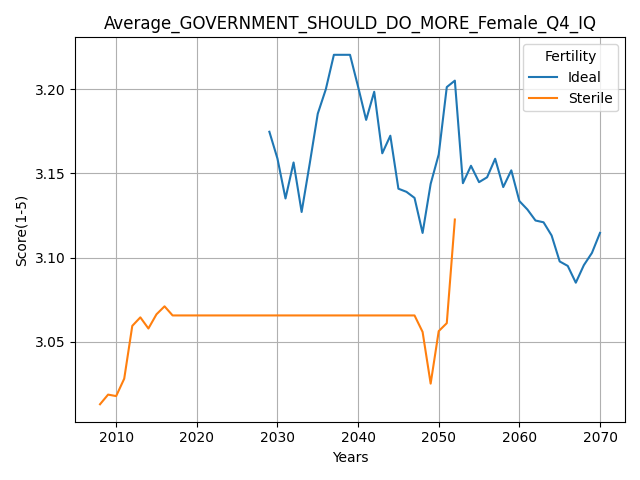 Average_GOVERNMENT_SHOULD_DO_MORE_Female_Q4_IQ
Fertility
Ideal
Sterile
Score(1-5)
3.20
3.15
3.10
3.05
2010 2020 2030 2040 2050 2060 2070
Years